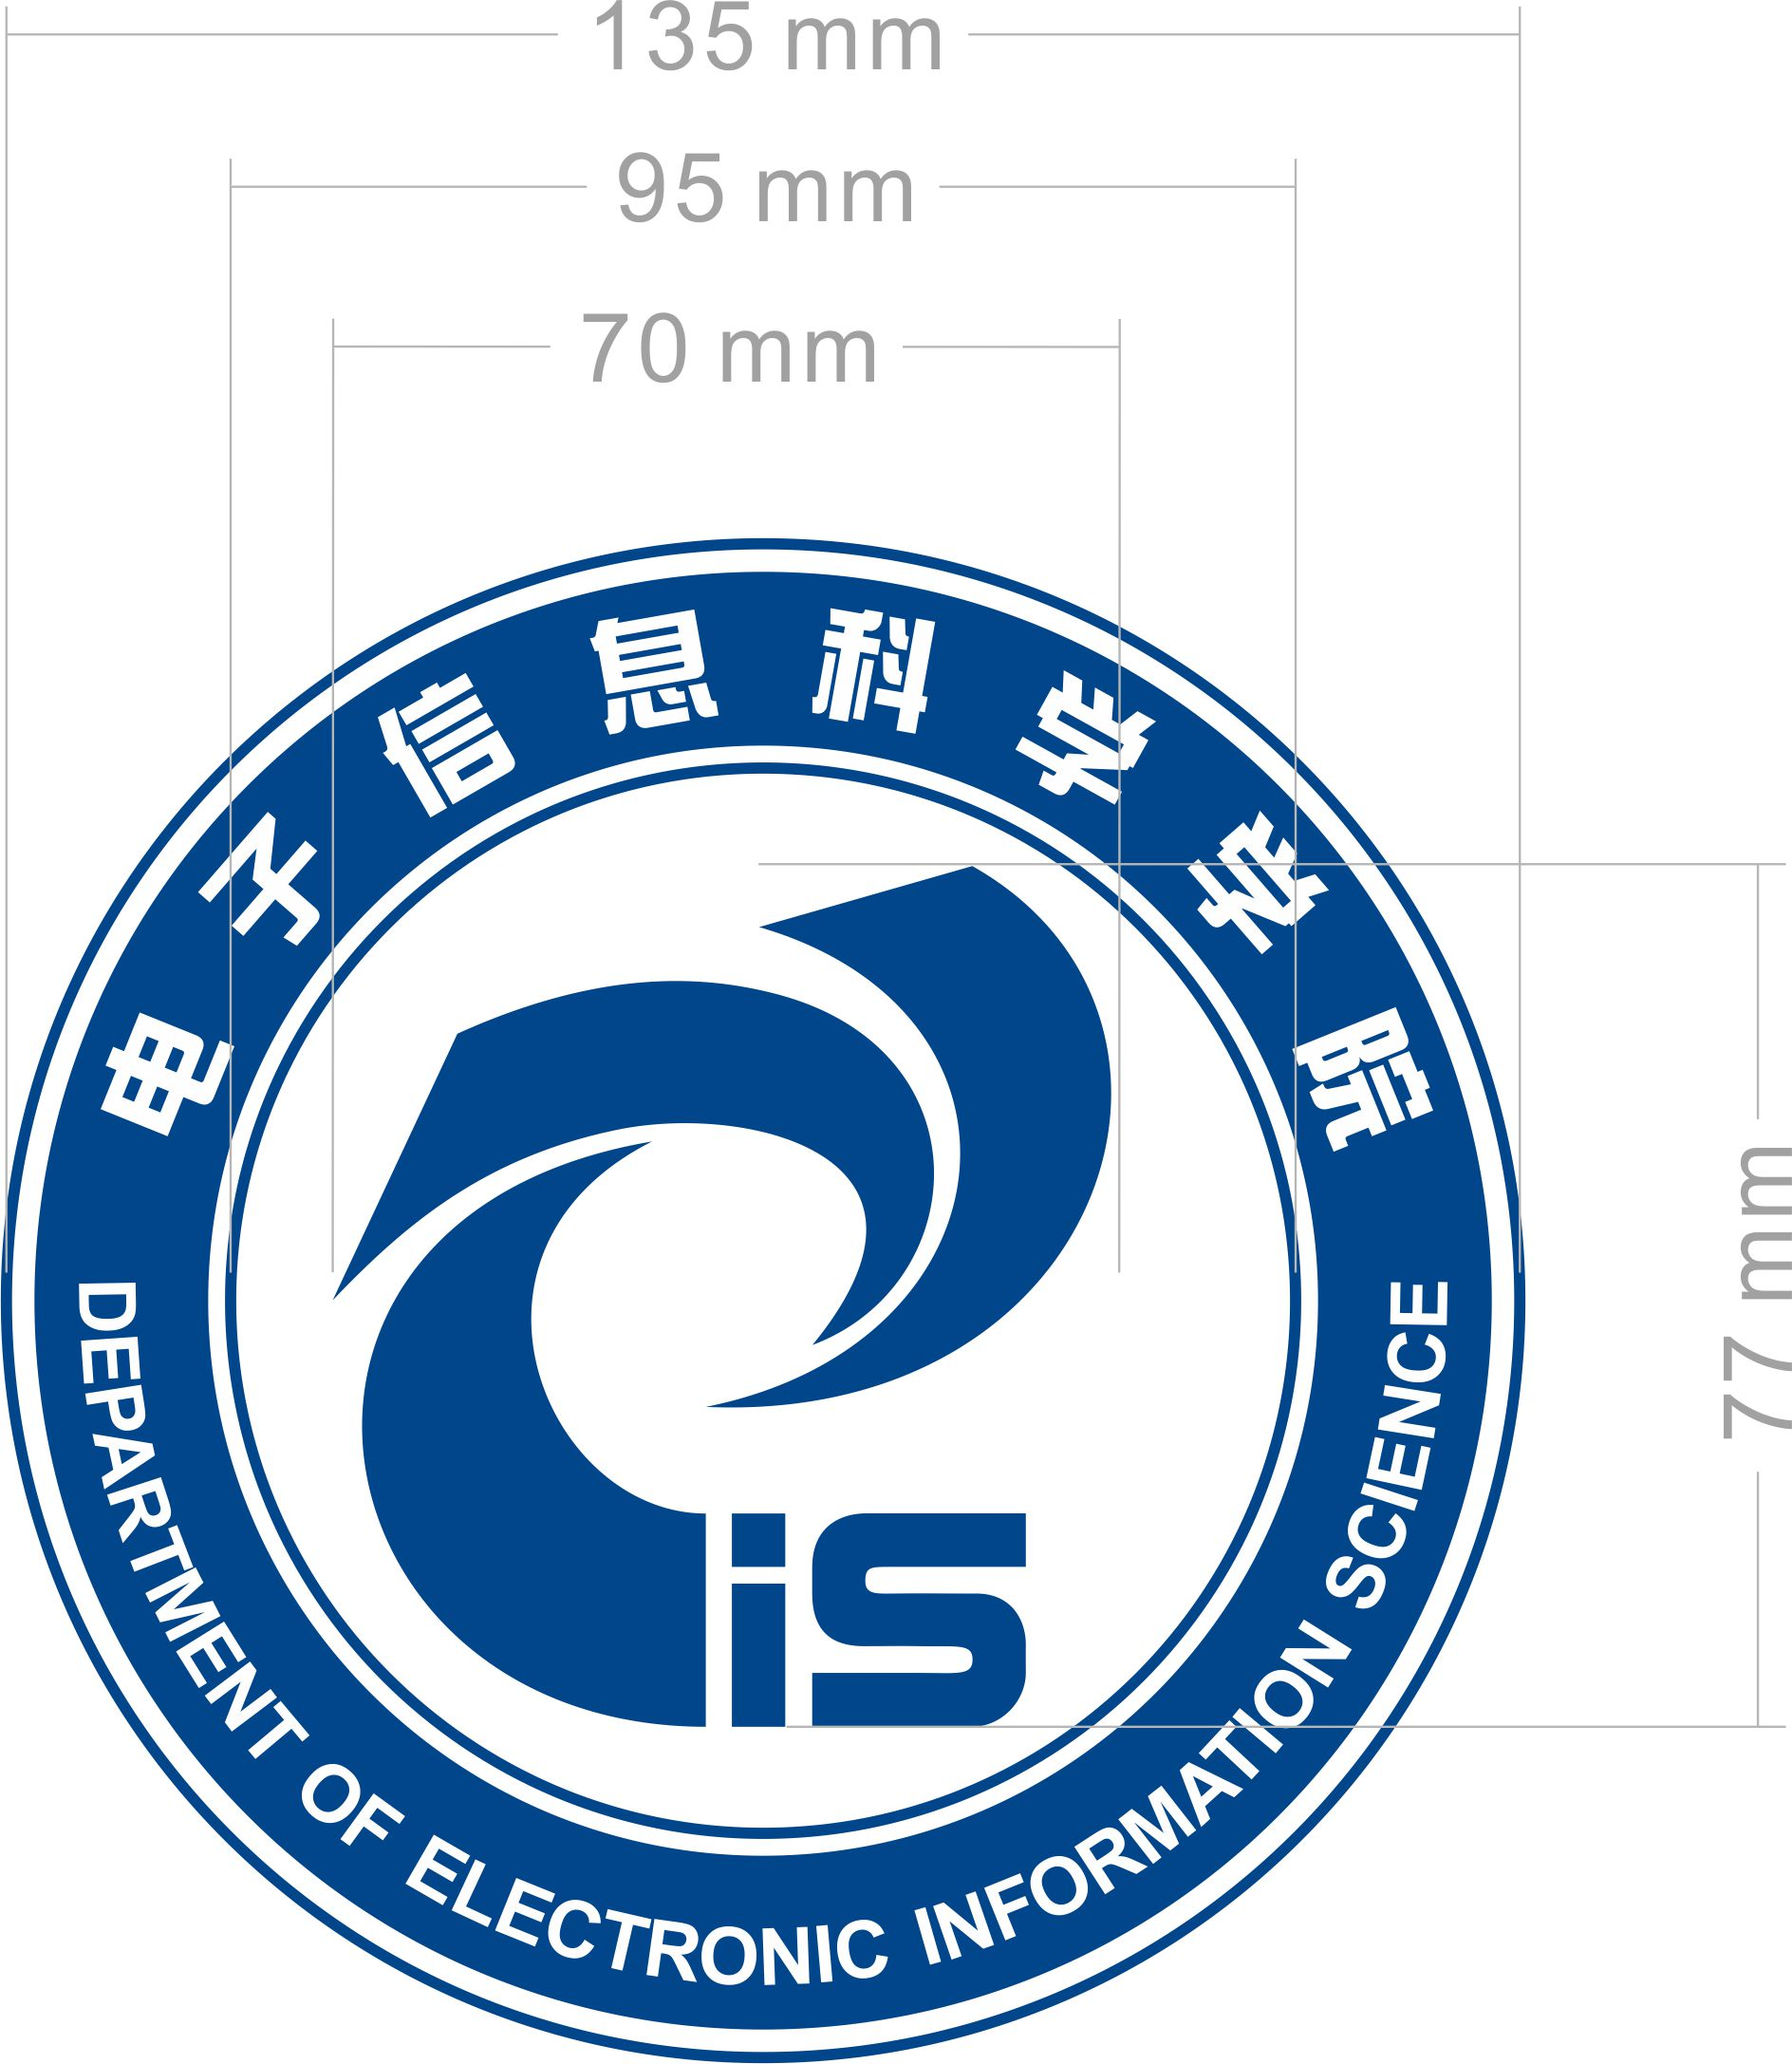 135 mm
95 mm
70 mm
电子信息科学学院
77 mm
eis
DEPARTMENT OF ELECTRONIC INFORMATION SCIENCE